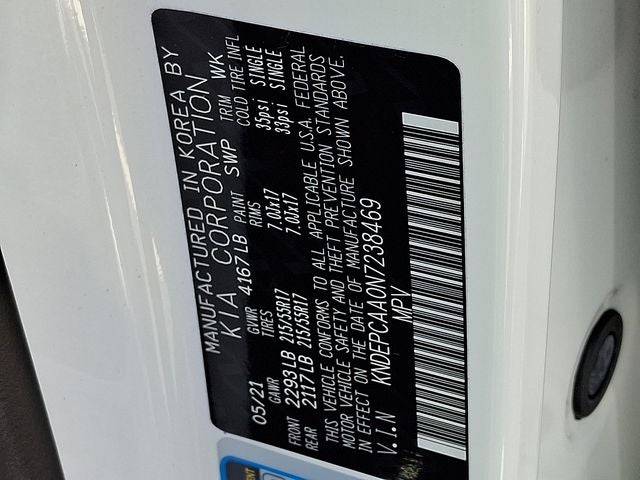 MANUFACTURED IN KOREA BY
KIA CORPORATION
05/21 GVWR 4167 LB PAINT SWP TRIM WK
GAWR TIRES RIMS COLD TIRE INFL
FRONT 2293 LB 215/55R17 7.0Jx17 35psi SINGLE
REAR 2117 LB 215/55R17 7.0Jx17 33psi SINGLE
THIS VEHICLE CONFORMS TO ALL APPLICABLE U.S.A. FEDERAL
MOTOR VEHICLE SAFETY AND THEFT PREVENTION STANDARDS
IN EFFECT ON THE DATE OF MANUFACTURE SHOWN ABOVE.
V.I.N KNDEPCAA0N7238469
MPV